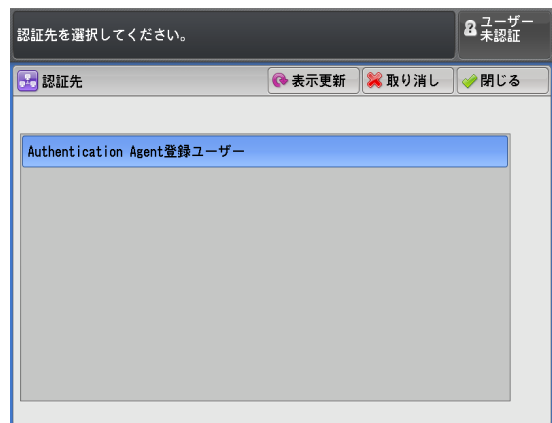 認証先を選択してください。
ユーザー
未認証
認証先
表示更新
取り消し
閉じる
Authentication Agent登録ユーザー